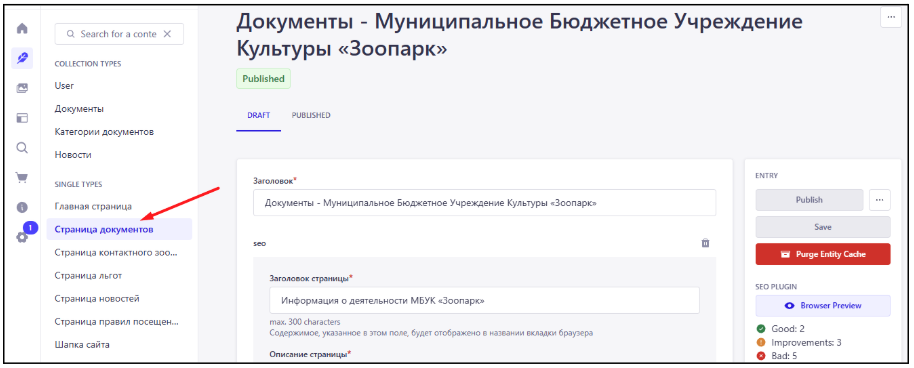 Документы - Муниципальное Бюджетное Учреждение
Культуры «Зоопарк»
...
Published
DRAFT
PUBLISHED
Search for a conte
COLLECTION TYPES
User
Документы
Категории документов
Новости
SINGLE TYPES
Главная страница
Страница документов
Страница контактного зоо...
Страница льгот
Страница новостей
Страница правил посещен...
Шапка сайта
1
Заголовок*
Документы - Муниципальное Бюджетное Учреждение Культуры «Зоопарк»
seo
Заголовок страницы*
Информация о деятельности МБУК «Зоопарк»
max. 300 characters
Содержимое, указанное в этом поле, будет отображено в названии вкладки браузера
Описание страницы*
ENTRY
Publish
...
Save
Purge Entity Cache
SEO PLUGIN
Browser Preview
Good: 2
Improvements: 3
Bad: 5